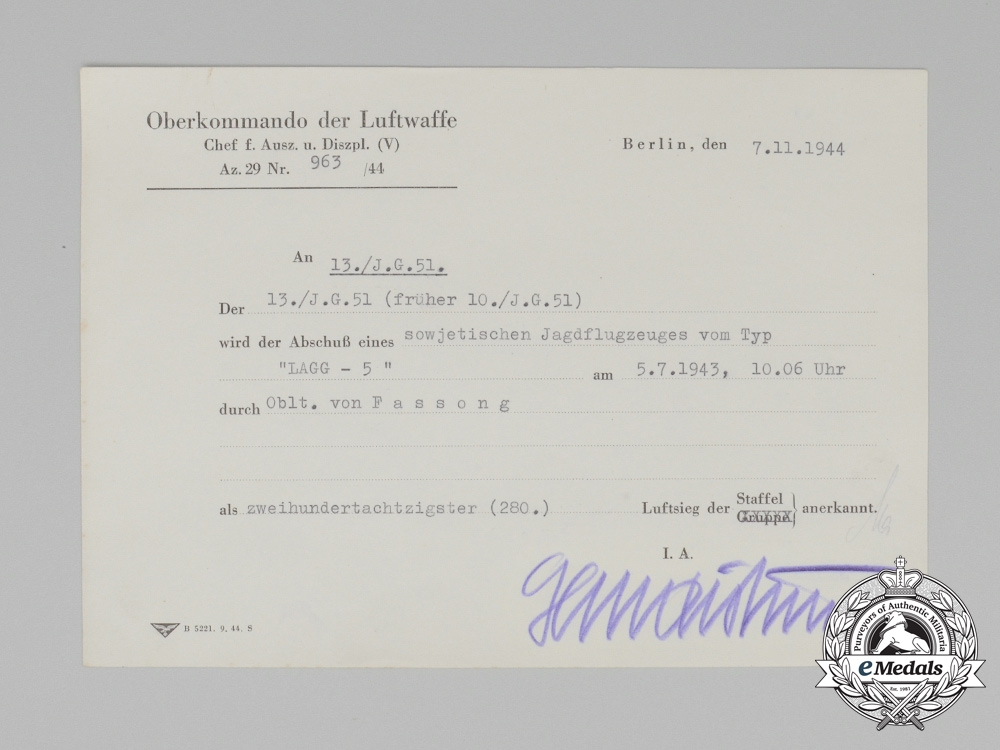 Oberkommando der Luftwaffe
Chef f. Ausz. u. Diszpl. (V)
Az. 29 Nr. 963 /44
Berlin, den 7.11.1944
An 13./J.G.51.
Der 13./J.G.51 (früher 10./J.G.51)
wird der Abschuß eines sowjetischen Jagdflugzeuges vom Typ
"LAGG - 5 " am 5.7.1943, 10.06 Uhr
durch Oblt. von F a s s o n g
als zweihundertachtzigster (280.) Luftsieg der Staffel Gruppe anerkannt.
I. A.
B 5221. 9. 44. S
Purveyors of Authentic Militaria
eMedals
Est. 1987